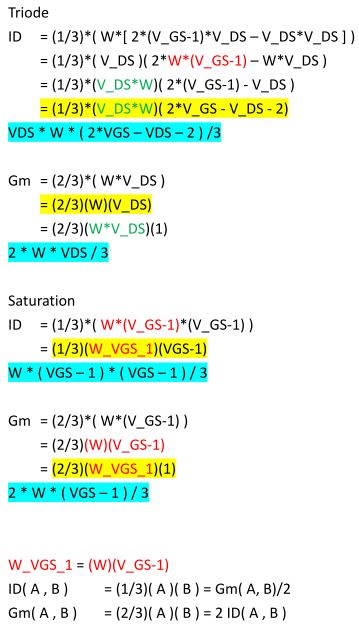 Triode
ID = (1/3)*( W*[ 2*(V_GS-1)*V_DS – V_DS*V_DS ] )
= (1/3)*( V_DS )( 2*W*(V_GS-1) – W*V_DS )
= (1/3)*(V_DS*W)( 2*(V_GS-1) - V_DS )
= (1/3)*(V_DS*W)( 2*V_GS - V_DS - 2)
VDS * W * ( 2*VGS – VDS – 2 ) /3
Gm = (2/3)*( W*V_DS )
= (2/3)(W)(V_DS)
= (2/3)(W*V_DS)(1)
2 * W * VDS / 3
Saturation
ID = (1/3)*( W*(V_GS-1)*(V_GS-1) )
= (1/3)(W_VGS_1)(VGS-1)
W * ( VGS – 1 ) * ( VGS – 1 ) / 3
Gm = (2/3)*( W*(V_GS-1) )
= (2/3)(W)(V_GS-1)
= (2/3)(W_VGS_1)(1)
2 * W * ( VGS – 1 ) / 3
W_VGS_1 = (W)(V_GS-1)
ID( A , B ) = (1/3)( A )( B ) = Gm( A, B)/2
Gm( A , B ) = (2/3)( A )( B ) = 2 ID( A , B )